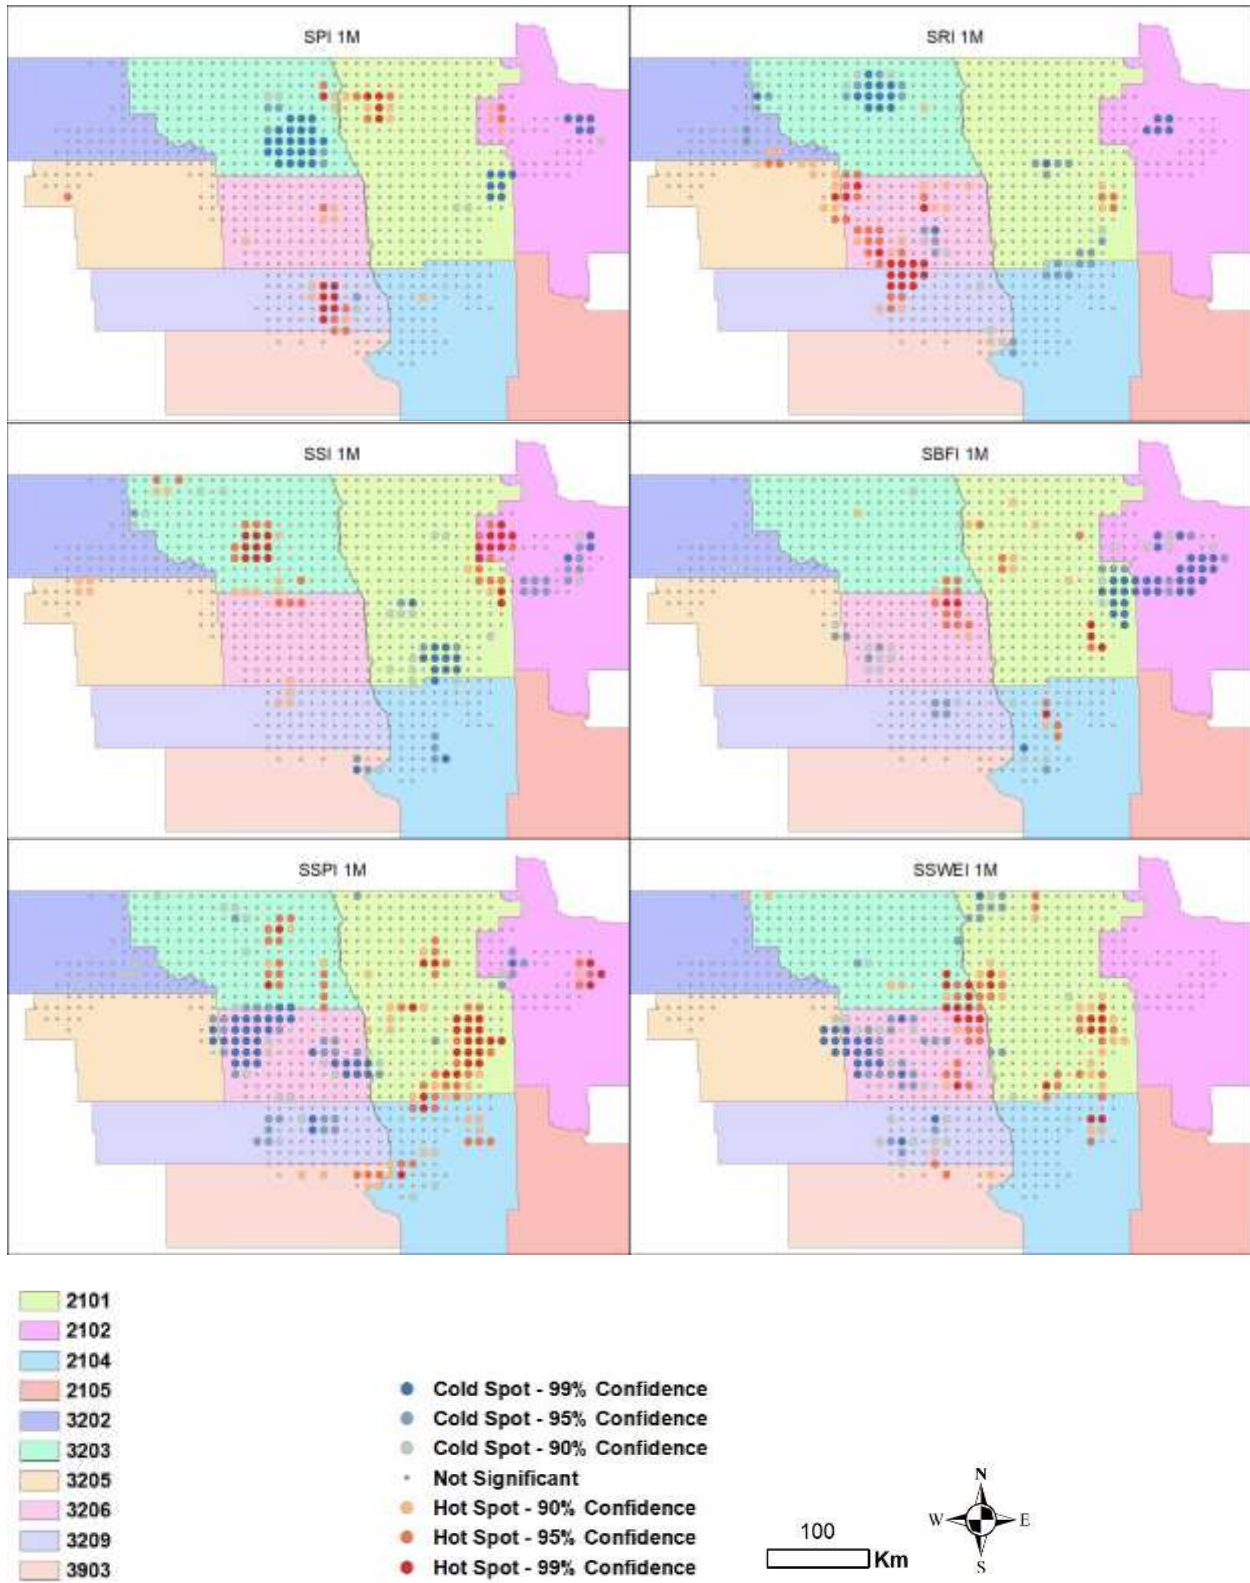 SPI 1M
SRI 1M
SSI 1M
SBFI 1M
SSPI 1M
SSWEI 1M
2101
2102
2104
2105
3202
3203
3205
3206
3209
3903
Cold Spot - 99% Confidence
Cold Spot - 95% Confidence
Cold Spot - 90% Confidence
Not Significant
Hot Spot - 90% Confidence
Hot Spot - 95% Confidence
Hot Spot - 99% Confidence
100
Km
N
W E
S